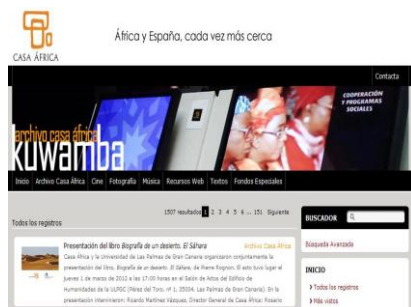 CASA ÁFRICA
África y España, cada vez más cerca
Contacta
COOPERACIÓN
Y PROGRAMAS
SOCIALES
archivo casa áfrica
kuwamba
Inicio Archivo Casa África Cine Fotografía Música Recursos Web Textos Fondos Especiales
1507 resultados 1 2 3 4 5 6 ... 151 Siguiente
Todos los registros
Presentación del libro Biografía de un desierto. El Sáhara
Archivo Casa África
Casa África y la Universidad de Las Palmas de Gran Canaria organizaron conjuntamente la
presentación del libro, Biografía de un desierto. El Sáhara, de Pierre Rognon. El acto tuvo lugar el
jueves 1 de marzo de 2012 a las 17:00 horas en el Salón de Actos del Edificio de
Humanidades de la ULPGC (Pérez del Toro, nº 1, 35004. Las Palmas de Gran Canaria). En la
presentación intervinieron: Ricardo Martínez Vázquez, Director General de Casa África; Rosario
BUSCADOR
Búsqueda Avanzada
INICIO
Todos los registros
Más vistos